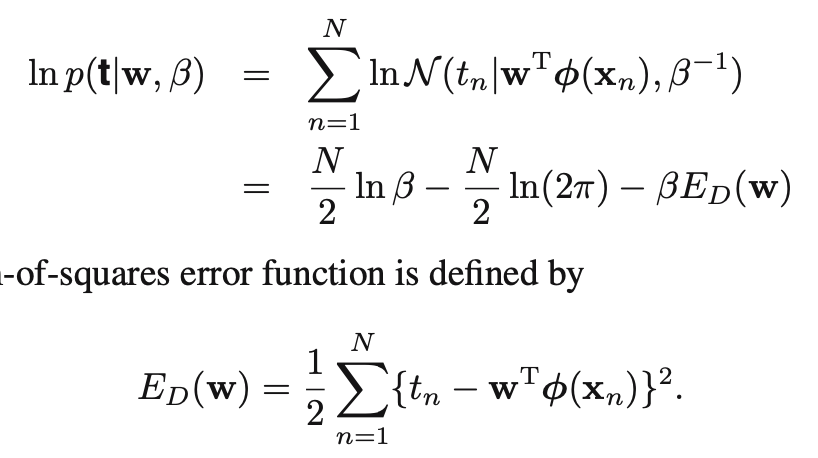 ln p(𝘁|𝐰, β) = ∑_{n=1}^{N} ln 𝒩(t_n|𝐰^T ϕ(𝐱_n), β^{−1})
= N/2 ln β − N/2 ln(2π) − βE_D(𝐰)
-of-squares error function is defined by
E_D(𝐰) = 1/2 ∑_{n=1}^{N} {t_n − 𝐰^T ϕ(𝐱_n)}^2.